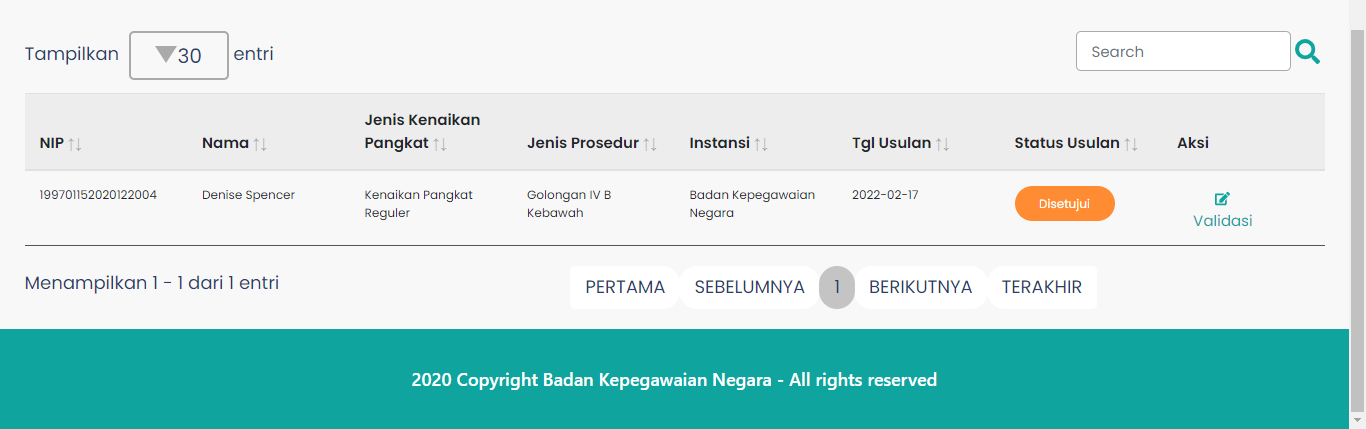 Tampilkan 30 entri
Search
Jenis Kenaikan
NIP Nama Pangkat Jenis Prosedur Instansi Tgl Usulan Status Usulan Aksi
199701152020122004 Denise Spencer Kenaikan Pangkat Golongan IV B Badan Kepegawaian 2022-02-17 Disetujui
Reguler Kebawah Negara Validasi
Menampilkan 1 - 1 dari 1 entri
PERTAMA SEBELUMNYA 1 BERIKUTNYA TERAKHIR
2020 Copyright Badan Kepegawaian Negara - All rights reserved